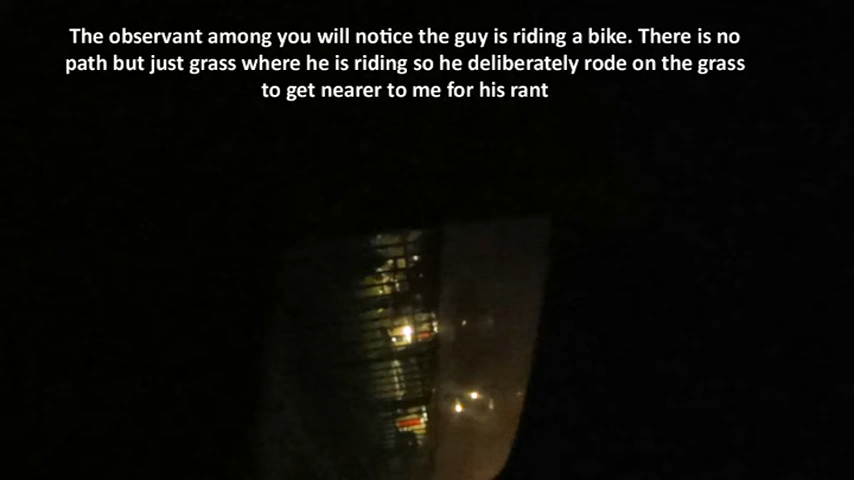 The observant among you will notice the guy is riding a bike. There is no
path but just grass where he is riding so he deliberately rode on the grass
to get nearer to me for his rant